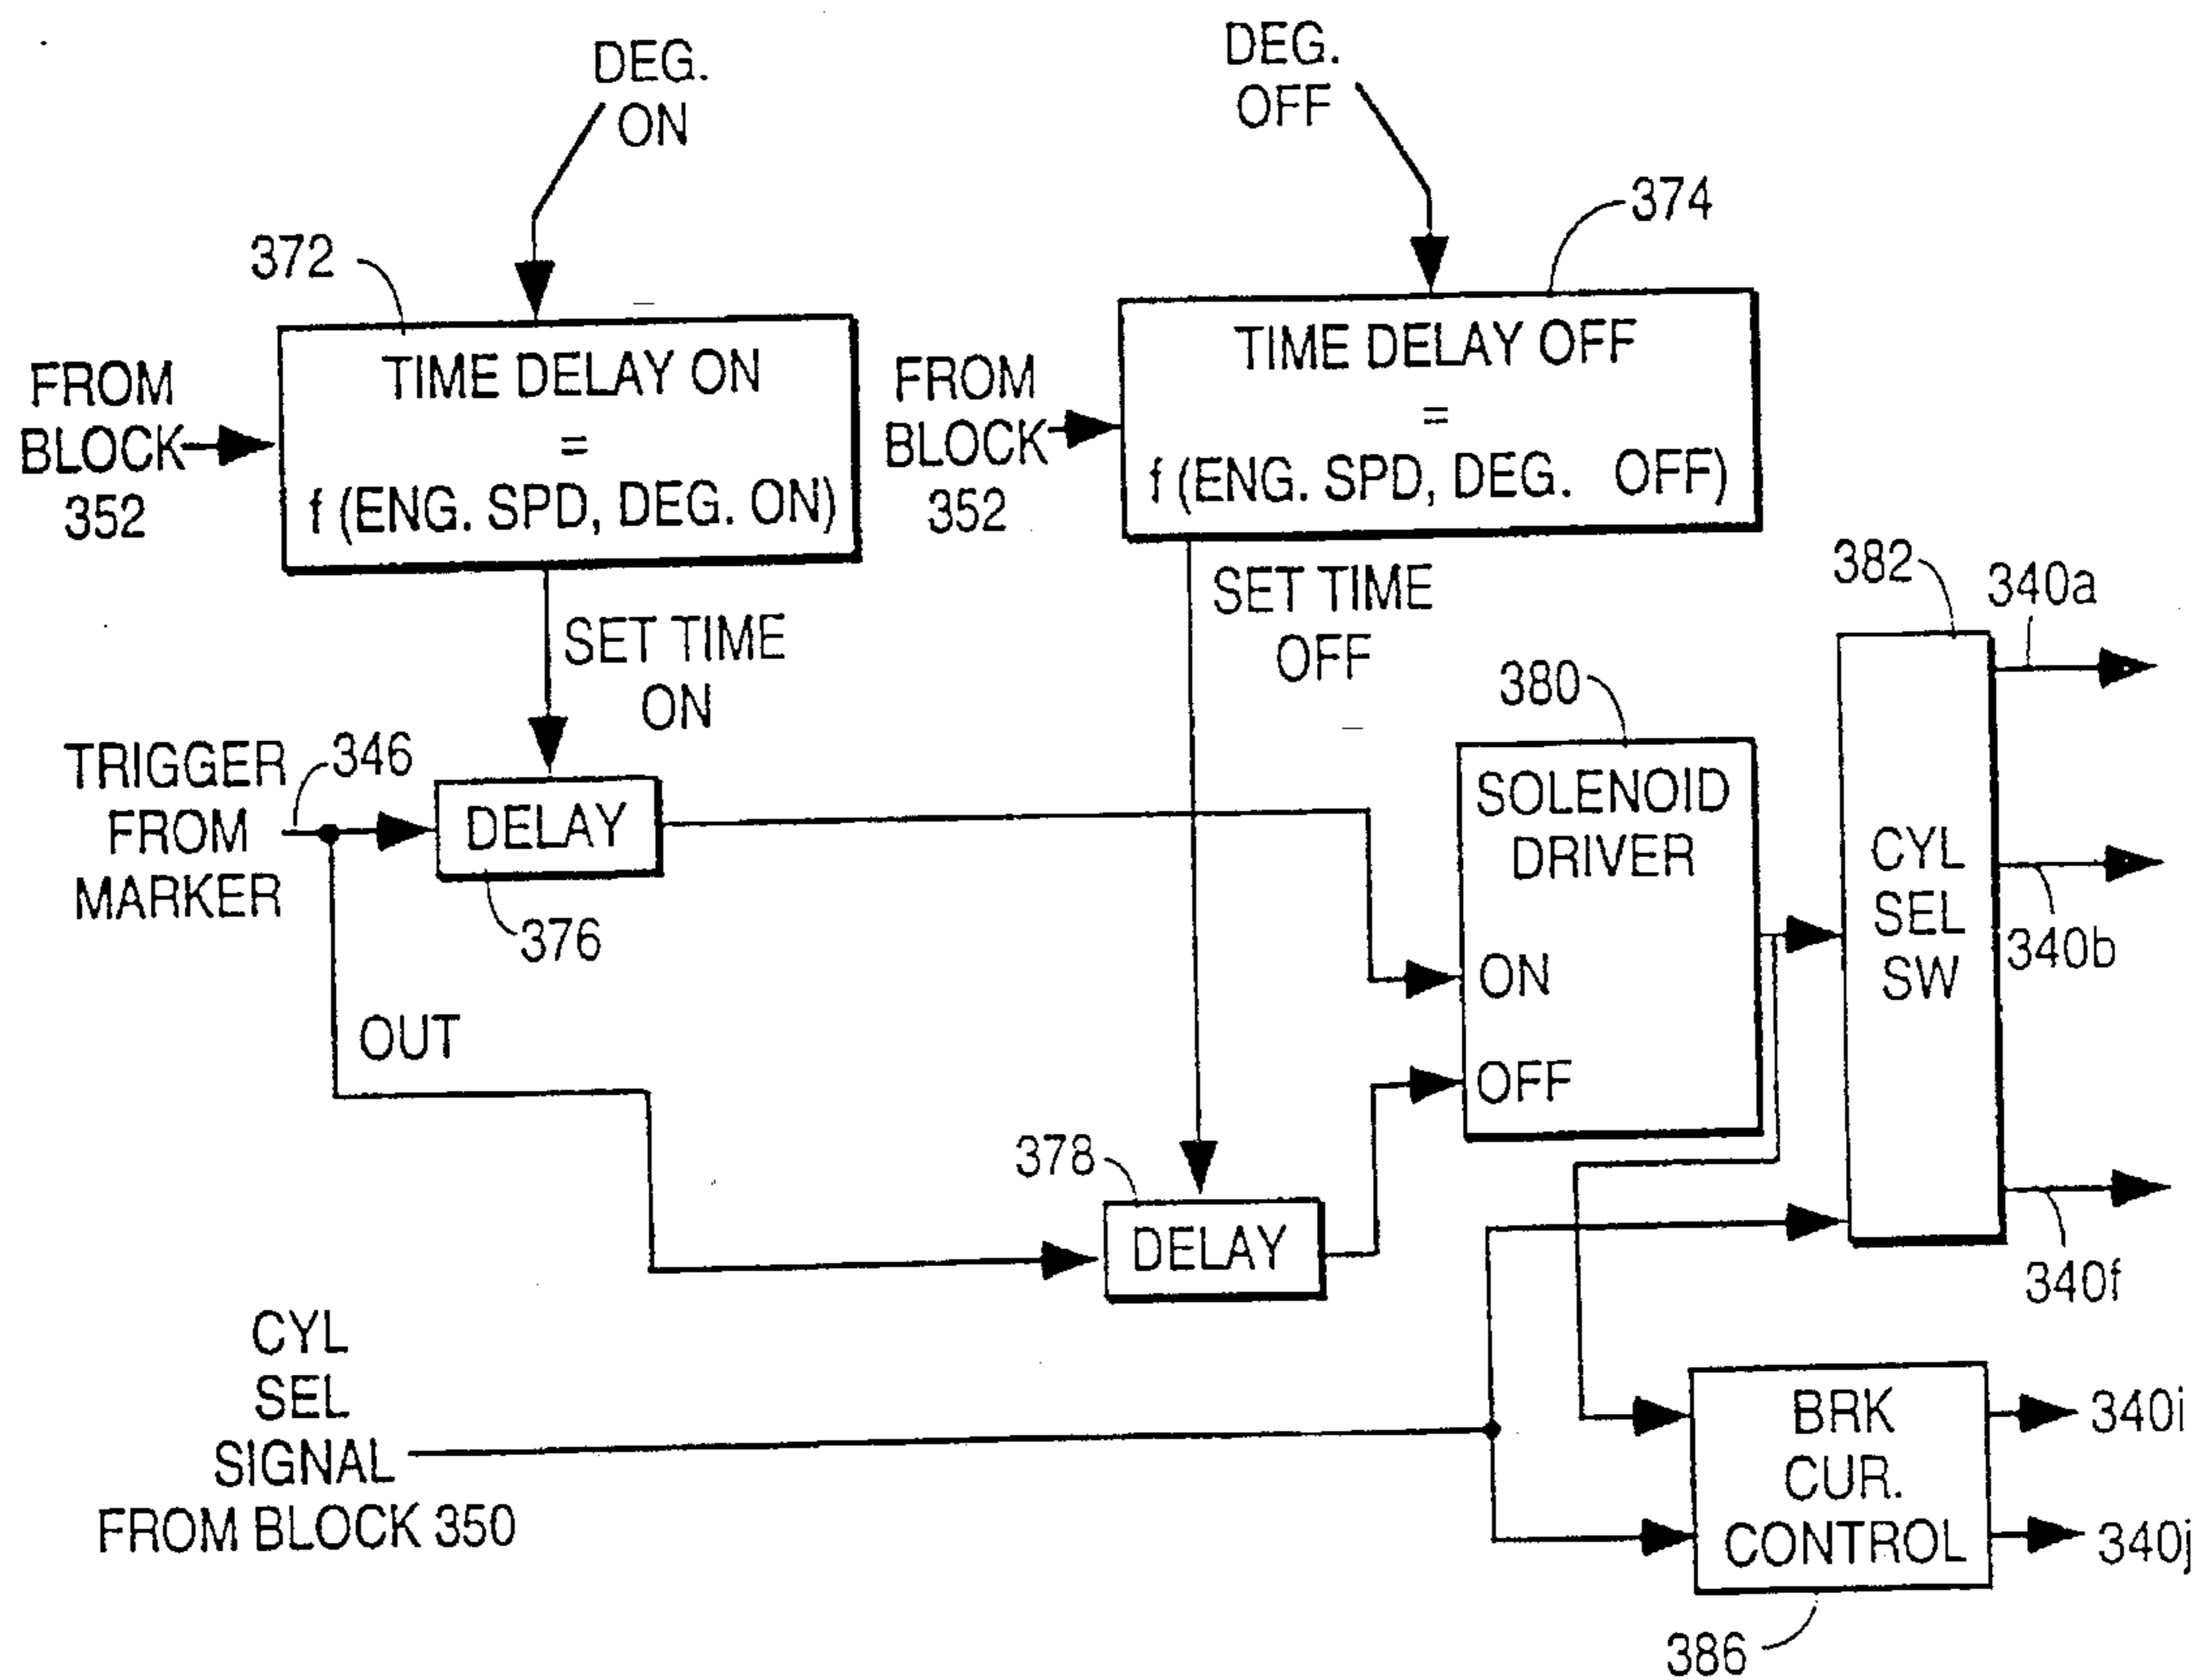 DEG.
ON
DEG.
OFF
372
374
FROM
BLOCK
352
TIME DELAY ON
=
f (ENG. SPD, DEG. ON)
FROM
BLOCK
352
TIME DELAY OFF
=
f (ENG. SPD, DEG. OFF)
SET TIME
ON
SET TIME
OFF
382
340a
380
TRIGGER
FROM
MARKER
346
DELAY
376
SOLENOID
DRIVER
ON
OFF
CYL
SEL
SW
340b
OUT
378
DELAY
340f
CYL
SEL
SIGNAL
FROM BLOCK 350
BRK
CUR.
CONTROL
340i
340j
386